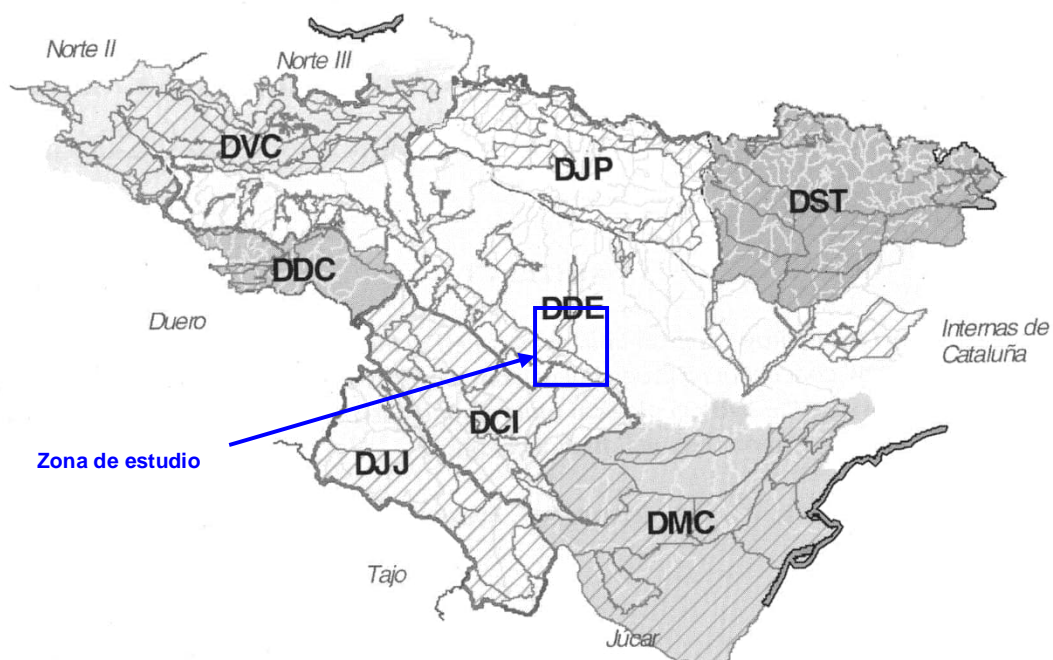 Norte II
Norte III
DVC
DJP
DST
DDC
DDE
Duero
Internas de
Cataluña
DCI
Zona de estudio
DJJ
DMC
Tajo
Júcar